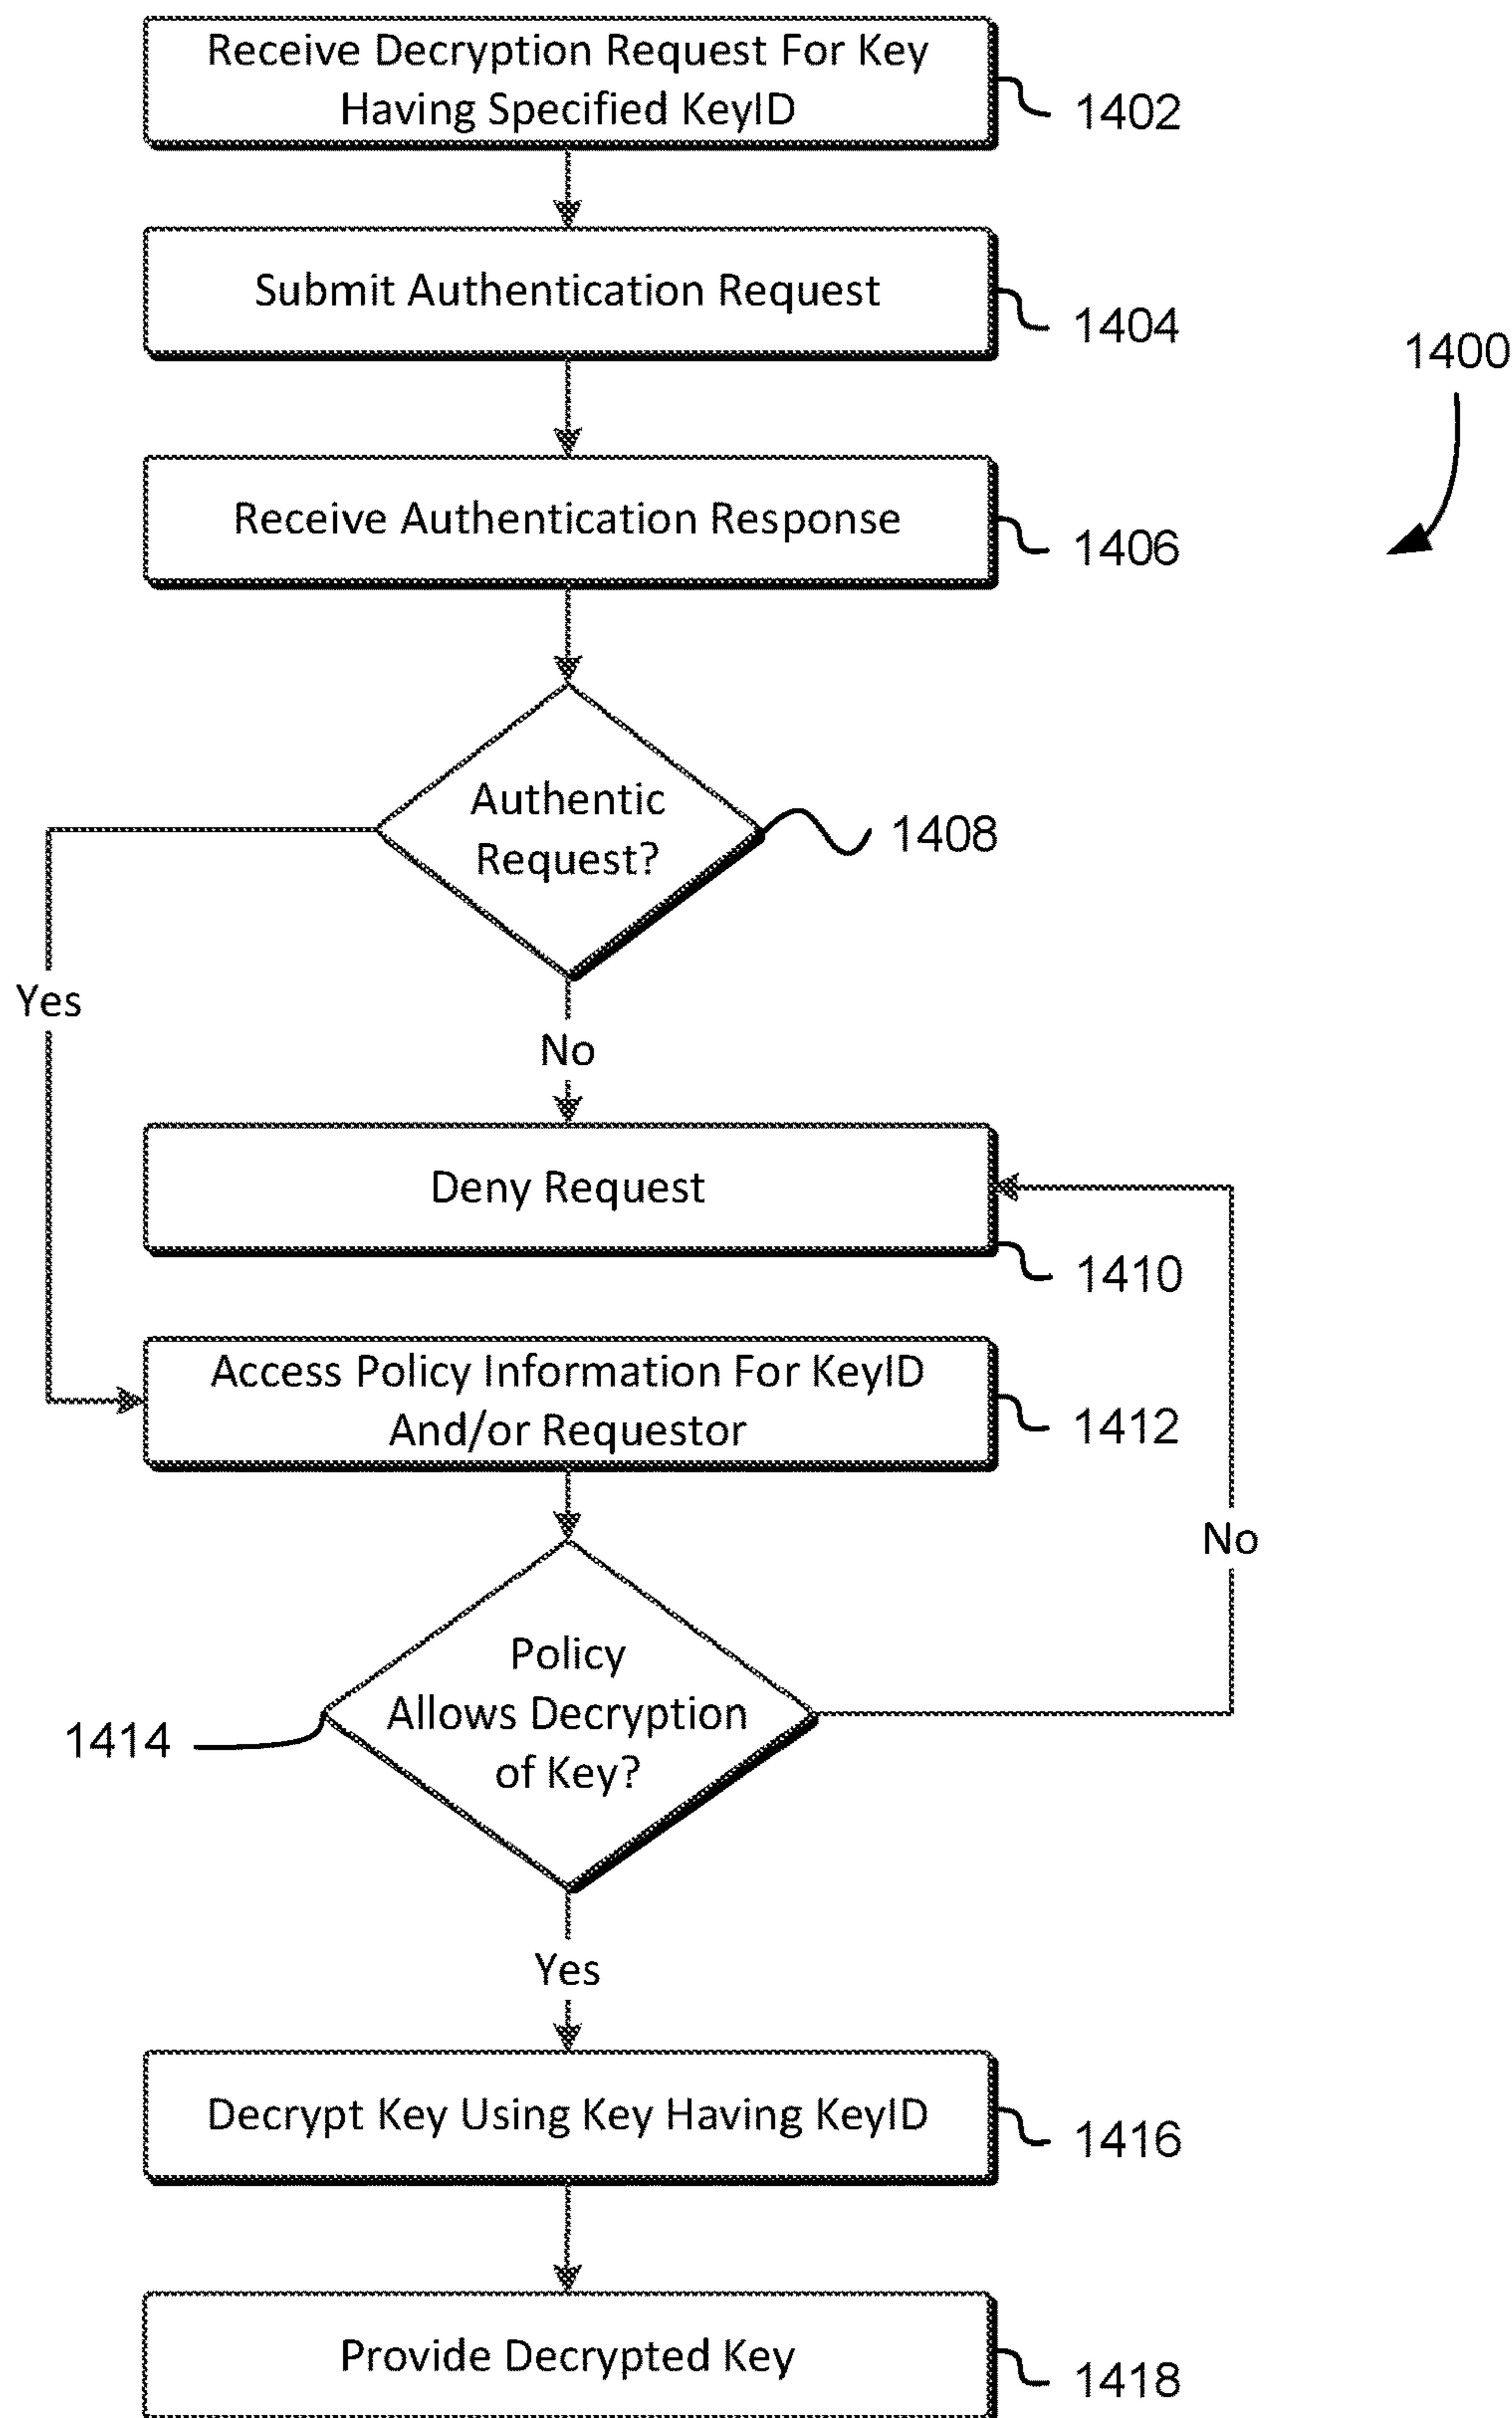 Receive Decryption Request For Key
Having Specified KeyID
1402
Submit Authentication Request
1404
1400
Receive Authentication Response
1406
Authentic
Request?
1408
Yes
No
Deny Request
1410
Access Policy Information For KeyID
And/or Requestor
1412
No
Policy
Allows Decryption
of Key?
1414
Yes
Decrypt Key Using Key Having KeyID
1416
Provide Decrypted Key
1418